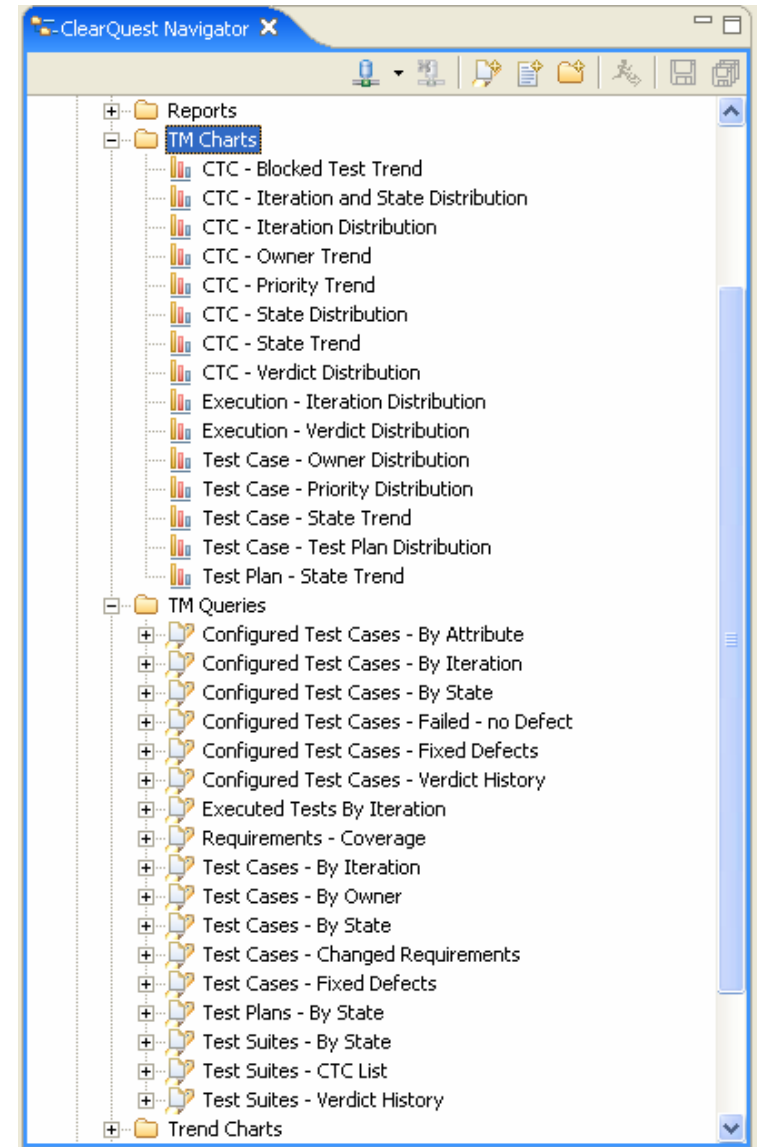 ClearQuest Navigator
Reports
TM Charts
CTC - Blocked Test Trend
CTC - Iteration and State Distribution
CTC - Iteration Distribution
CTC - Owner Trend
CTC - Priority Trend
CTC - State Distribution
CTC - State Trend
CTC - Verdict Distribution
Execution - Iteration Distribution
Execution - Verdict Distribution
Test Case - Owner Distribution
Test Case - Priority Distribution
Test Case - State Trend
Test Case - Test Plan Distribution
Test Plan - State Trend
TM Queries
Configured Test Cases - By Attribute
Configured Test Cases - By Iteration
Configured Test Cases - By State
Configured Test Cases - Failed - no Defect
Configured Test Cases - Fixed Defects
Configured Test Cases - Verdict History
Executed Tests By Iteration
Requirements - Coverage
Test Cases - By Iteration
Test Cases - By Owner
Test Cases - By State
Test Cases - Changed Requirements
Test Cases - Fixed Defects
Test Plans - By State
Test Suites - By State
Test Suites - CTC List
Test Suites - Verdict History
Trend Charts